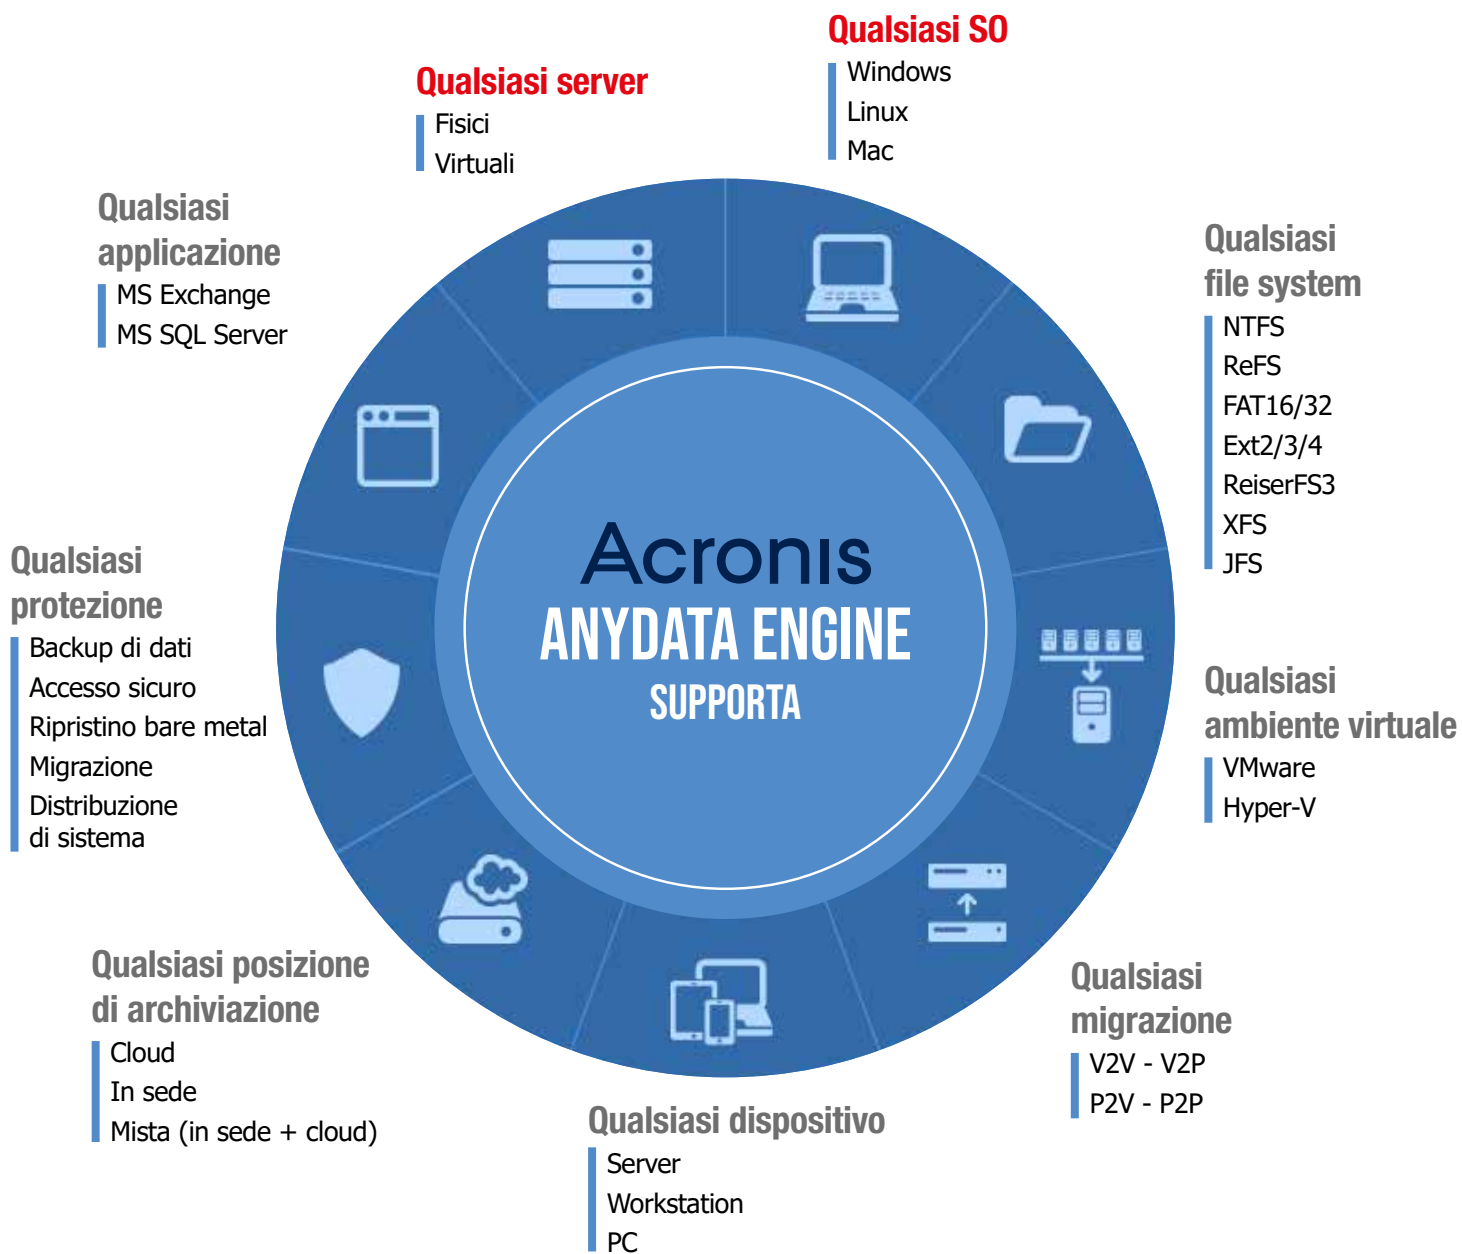 Qualsiasi SO
Windows
Linux
Mac
Qualsiasi server
Fisici
Virtuali
Qualsiasi
applicazione
MS Exchange
MS SQL Server
Qualsiasi
file system
NTFS
ReFS
FAT16/32
Ext2/3/4
ReiserFS3
XFS
JFS
Acronis
ANYDATA ENGINE
SUPPORTA
Qualsiasi
protezione
Backup di dati
Accesso sicuro
Ripristino bare metal
Migrazione
Distribuzione
di sistema
Qualsiasi
ambiente virtuale
VMware
Hyper-V
Qualsiasi posizione
di archiviazione
Cloud
In sede
Mista (in sede + cloud)
Qualsiasi
migrazione
V2V - V2P
P2V - P2P
Qualsiasi dispositivo
Server
Workstation
PC